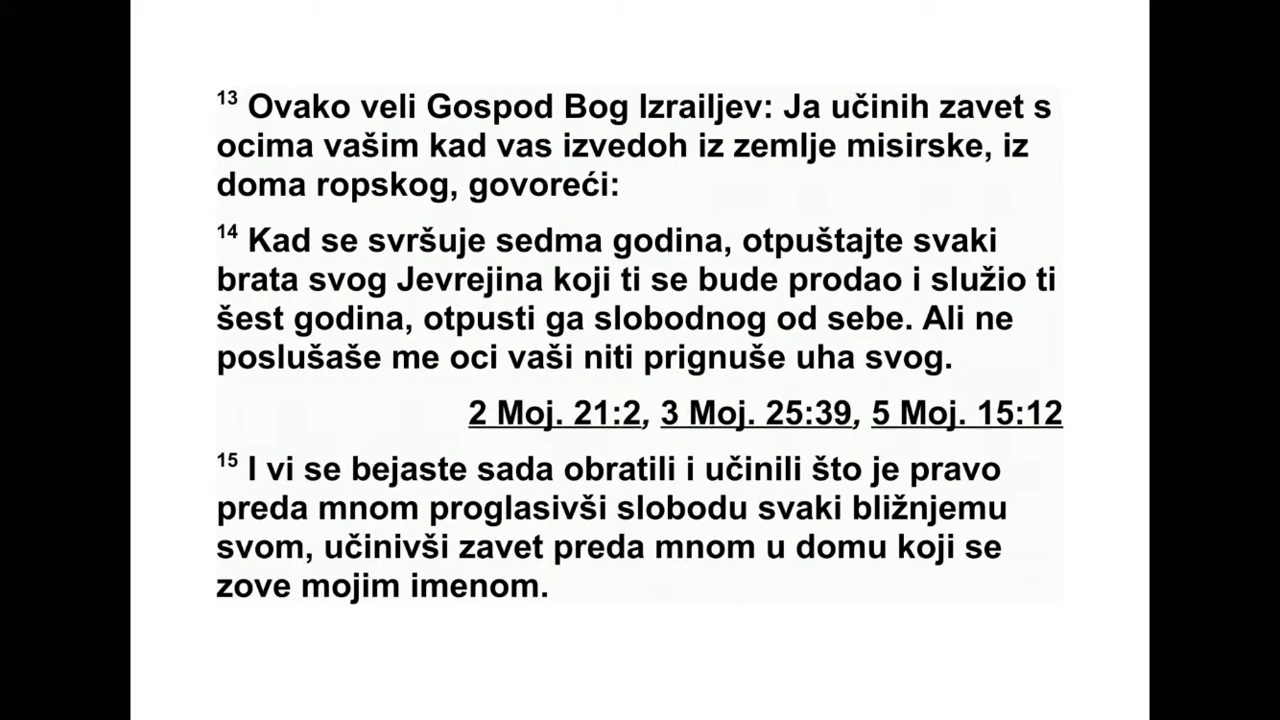 13 Ovako veli Gospod Bog Izrailjev: Ja učinih zavet s
ocima vašim kad vas izvedoh iz zemlje misirske, iz
doma ropskog, govoreći:
14 Kad se svršuje sedma godina, otpuštajte svaki
brata svog Jevrejina koji ti se bude prodao i služio ti
šest godina, otpusti ga slobodnog od sebe. Ali ne
poslušaše me oci vaši niti prignuše uha svog.
2 Moj. 21:2, 3 Moj. 25:39, 5 Moj. 15:12
15 I vi se bejaste sada obratili i učinili što je pravo
preda mnom proglasivši slobodu svaki bližnjemu
svom, učinivši zavet preda mnom u domu koji se
zove mojim imenom.